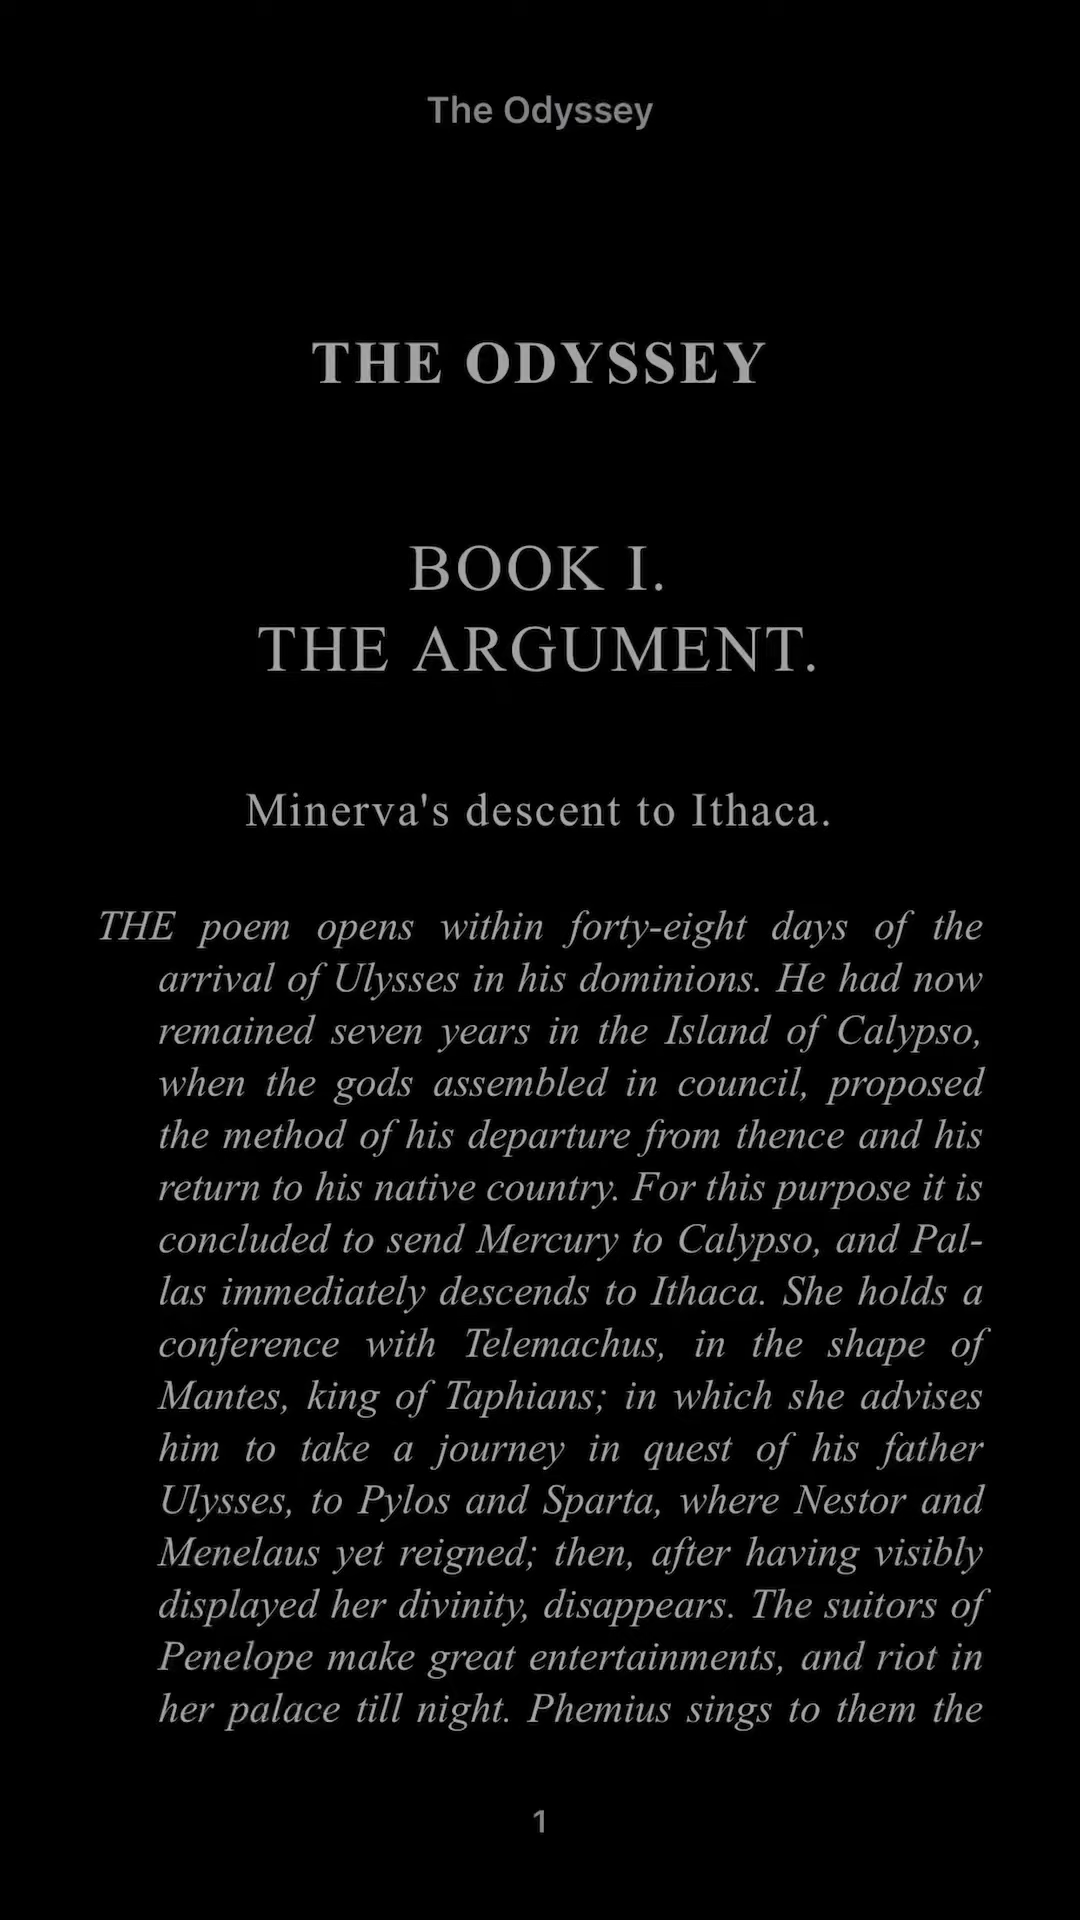 The Odyssey
THE ODYSSEY
BOOK I.
THE ARGUMENT.
Minerva's descent to Ithaca.
THE poem opens within forty-eight days of the
arrival of Ulysses in his dominions. He had now
remained seven years in the Island of Calypso,
when the gods assembled in council, proposed
the method of his departure from thence and his
return to his native country. For this purpose it is
concluded to send Mercury to Calypso, and Pal-
las immediately descends to Ithaca. She holds a
conference with Telemachus, in the shape of
Mantes, king of Taphians; in which she advises
him to take a journey in quest of his father
Ulysses, to Pylos and Sparta, where Nestor and
Menelaus yet reigned; then, after having visibly
displayed her divinity, disappears. The suitors of
Penelope make great entertainments, and riot in
her palace till night. Phemius sings to them the
1